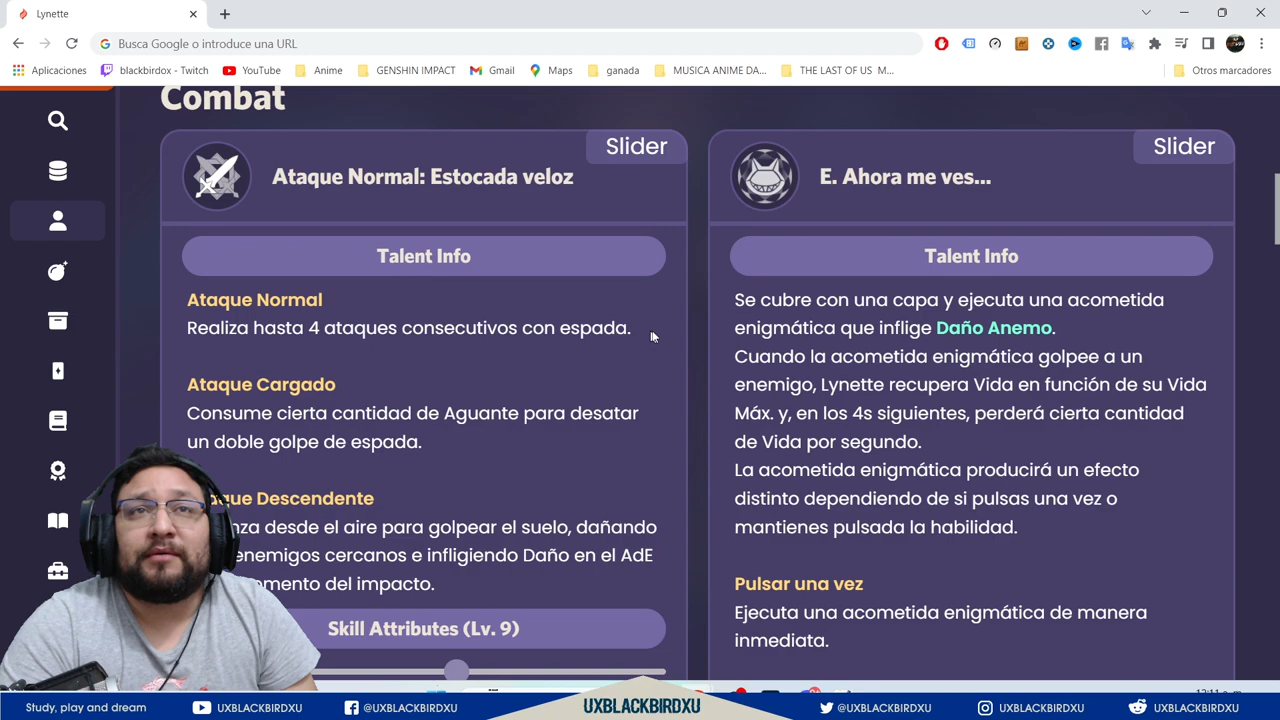 Lynette
Busca Google o introduce una URL
Aplicaciones
blackbirdox - Twitch
YouTube
Anime
GENSHIN IMPACT
Gmail
Maps
ganada
MUSICA ANIME DA...
THE LAST OF US M...
Otros marcadores
Combat
Slider
Ataque Normal: Estocada veloz
Talent Info
Ataque Normal
Realiza hasta 4 ataques consecutivos con espada.
Ataque Cargado
Consume cierta cantidad de Aguante para desatar
un doble golpe de espada.
Descendente
desde el aire para golpear el suelo, dañando
enemigos cercanos e infligiendo Daño en el AdE
del impacto.
Skill Attributes (Lv. 9)
Slider
E. Ahora me ves...
Talent Info
Se cubre con una capa y ejecuta una acometida
enigmática que inflige Daño Anemo.
Cuando la acometida enigmática golpee a un
enemigo, Lynette recupera Vida en función de su Vida
Máx. y, en los 4s siguientes, perderá cierta cantidad
de Vida por segundo.
La acometida enigmática producirá un efecto
distinto dependiendo de si pulsas una vez o
mantienes pulsada la habilidad.
Pulsar una vez
Ejecuta una acometida enigmática de manera
inmediata.
Study, play and dream
UXBLACKBIRDXU
@UXBLACKBIRDXU
UXBLACKBIRDXU
@UXBLACKBIRDXU
UXBLACKBIRDXU
UXBLACKBIRDXU